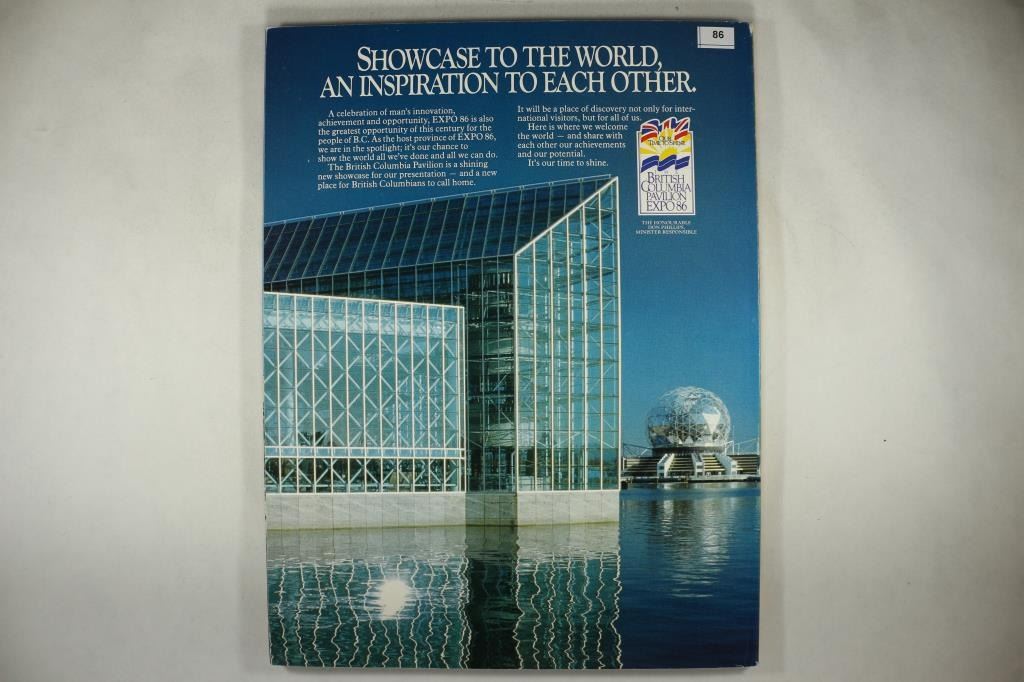 86
SHOWCASE TO THE WORLD,
AN INSPIRATION TO EACH OTHER.
A celebration of man's innovation,
achievement and opportunity, EXPO 86 is also
the greatest opportunity of this century for the
people of B.C. As the host province of EXPO 86,
we are in the spotlight; it's our chance to
show the world all we've done and all we can do.
The British Columbia Pavilion is a shining
new showcase for our presentation — and a new
place for British Columbians to call home.
It will be a place of discovery not only for inter-
national visitors, but for all of us.
Here is where we welcome
the world — and share with
each other our achievements
and our potential.
It's our time to shine.
OUR
TIME TO SHINE
BRITISH
COLUMBIA
PAVILION
EXPO 86
THE HONOURABLE
DON PHILLIPS,
MINISTER RESPONSIBLE